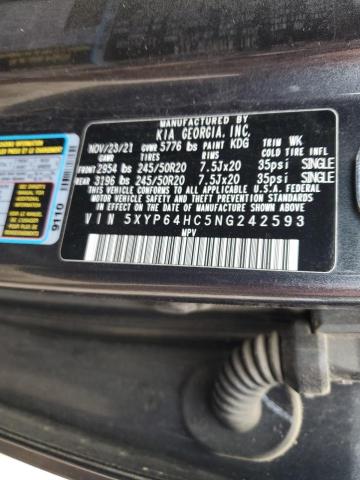 MANUFACTURED BY
KIA GEORGIA, INC.
NOV/23/21 GVWR 5776 lbs PAINT KDG TRIM WK
GAWR TIRES RIMS COLD TIRE
FRONT 2954 lbs 245/50R20 7.5Jx20 35psi SINGLE
REAR 3196 lbs 245/50R20 7.5Jx20 35psi SINGLE
THIS VEHICLE CONFORMS TO ALL APPLICABLE U.S.A. FEDERAL MOTOR
VEHICLE SAFETY AND THEFT PREVENTION STANDARDS IN EFFECT ON THE
DATE OF MANUFACTURE SHOWN ABOVE.
VIN 5XYP64HC5NG242593
MPV
9110